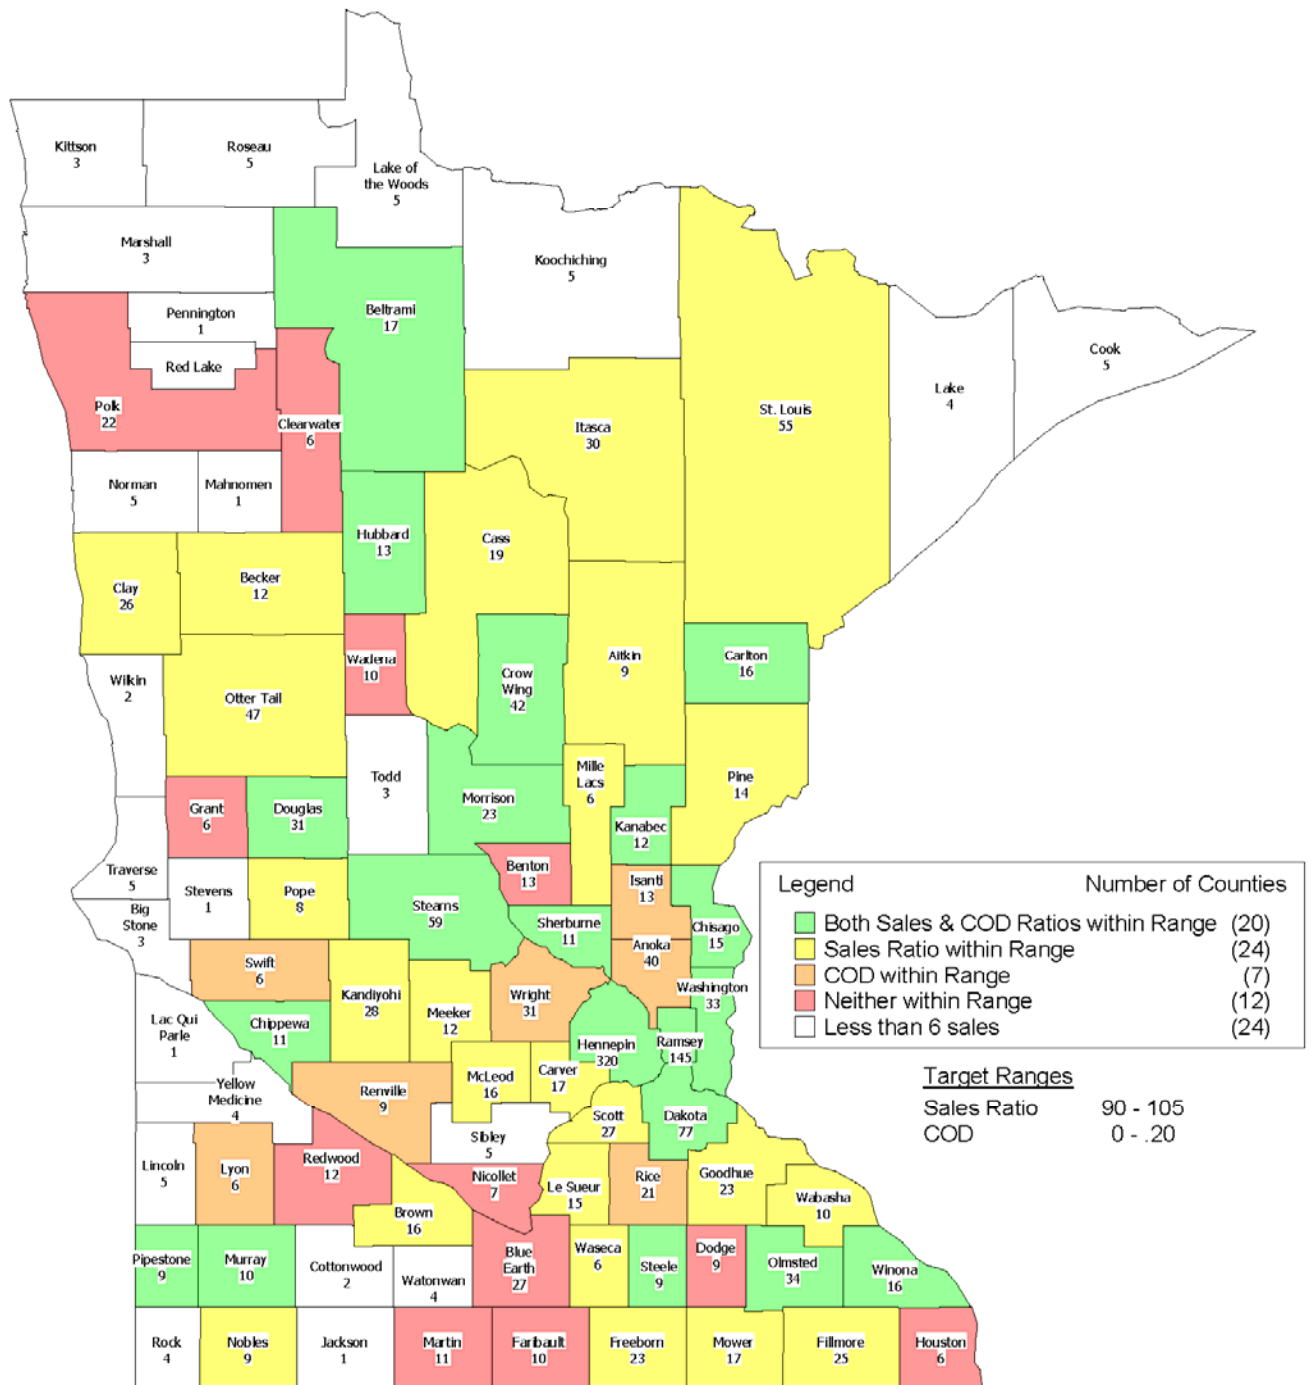 Kittson
3
Roseau
5
Lake of
the Woods
5
Marshall
3
Koochiching
5
Beltrami
17
Pennington
1
Red Lake
Cook
5
Lake
4
Polk
22
Clearwater
6
St. Louis
55
Itasca
30
Norman
5
Mahnomen
1
Hubbard
13
Cass
19
Clay
26
Becker
12
Wadena
10
Aitkin
9
Carlton
16
Wilkin
2
Otter Tail
47
Crow
Wing
42
Todd
3
Mille
Lacs
6
Pine
14
Grant
6
Douglas
31
Morrison
23
Kanabec
12
Traverse
5
Stevens
1
Pope
8
Benton
13
Isanti
13
Big
Stone
3
Stearns
59
Sherburne
11
Chisago
15
Anoka
40
Swift
6
Kandiyohi
28
Meeker
12
Wright
31
Washington
33
Lac Qui
Parle
1
Chippewa
11
Hennepin
320
Ramsey
145
Yellow
Medicine
4
Renville
9
McLeod
16
Carver
17
Scott
27
Dakota
77
Sibley
5
Lincoln
5
Lyon
6
Redwood
12
Nicollet
7
Le Sueur
15
Rice
21
Goodhue
23
Wabasha
10
Brown
16
Pipestone
9
Murray
10
Cottonwood
2
Watonwan
4
Blue
Earth
27
Waseca
6
Steele
9
Dodge
9
Olmsted
34
Winona
16
Rock
4
Nobles
9
Jackson
1
Martin
11
Faribault
10
Freeborn
23
Mower
17
Fillmore
25
Houston
6
Legend Number of Counties
Both Sales & COD Ratios within Range (20)
Sales Ratio within Range (24)
COD within Range (7)
Neither within Range (12)
Less than 6 sales (24)
Target Ranges
Sales Ratio 90 - 105
COD 0 - .20